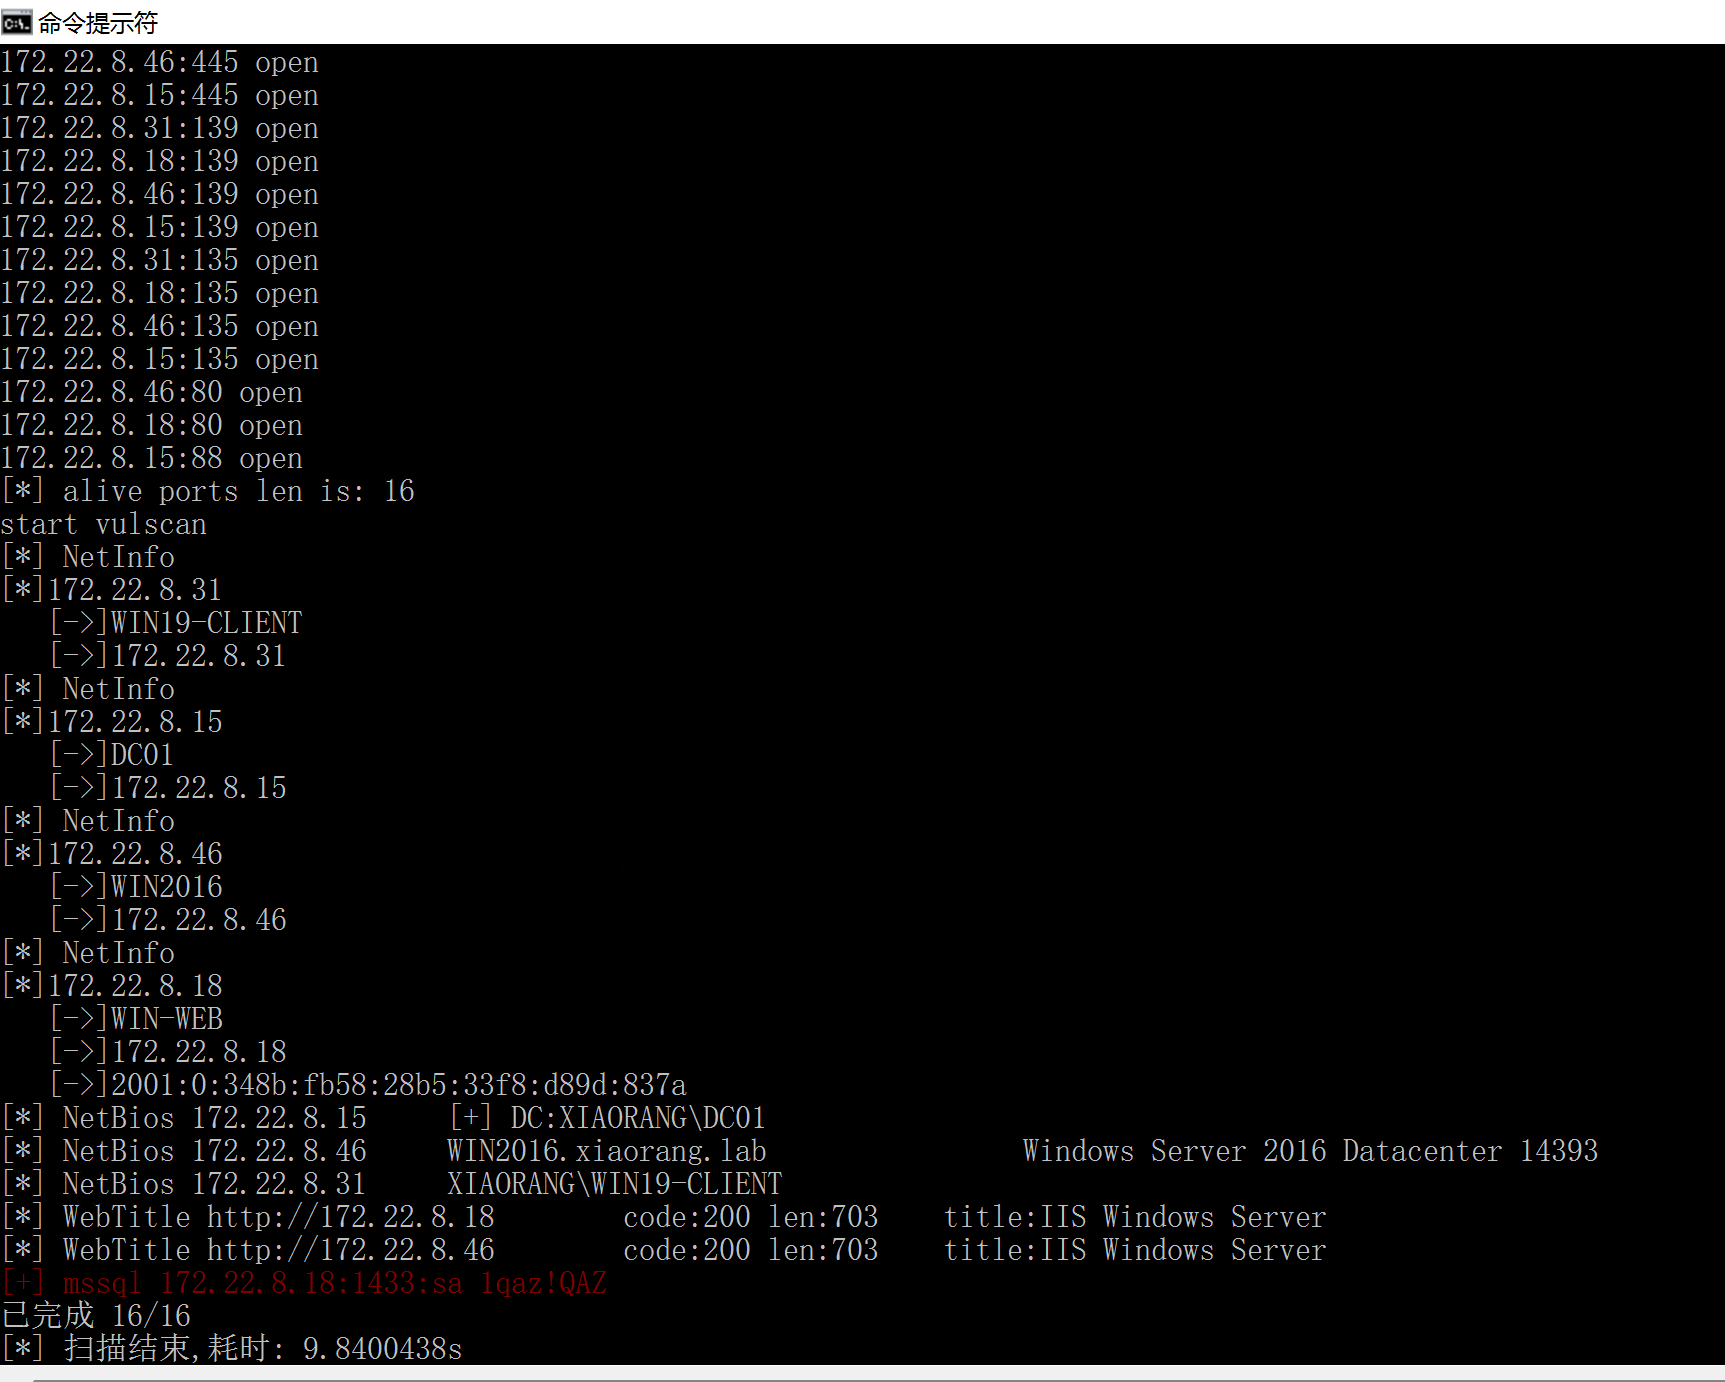 命令提示符
172.22.8.46:445 open
172.22.8.15:445 open
172.22.8.31:139 open
172.22.8.18:139 open
172.22.8.46:139 open
172.22.8.15:139 open
172.22.8.31:135 open
172.22.8.18:135 open
172.22.8.46:135 open
172.22.8.15:135 open
172.22.8.46:80 open
172.22.8.18:80 open
172.22.8.15:88 open
[*] alive ports len is: 16
start vulscan
[*] NetInfo
[*]172.22.8.31
   [->]WIN19-CLIENT
   [->]172.22.8.31
[*] NetInfo
[*]172.22.8.15
   [->]DC01
   [->]172.22.8.15
[*] NetInfo
[*]172.22.8.46
   [->]WIN2016
   [->]172.22.8.46
[*] NetInfo
[*]172.22.8.18
   [->]WIN-WEB
   [->]172.22.8.18
   [->]2001:0:348b:fb58:28b5:33f8:d89d:837a
[*] NetBios 172.22.8.15     [+] DC:XIAORANG\DC01
[*] NetBios 172.22.8.46     WIN2016.xiaorang.lab                Windows Server 2016 Datacenter 14393
[*] NetBios 172.22.8.31     XIAORANG\WIN19-CLIENT
[*] WebTitle http://172.22.8.18        code:200 len:703    title:IIS Windows Server
[*] WebTitle http://172.22.8.46        code:200 len:703    title:IIS Windows Server
[+] mssql 172.22.8.18:1433:sa 1qaz!QAZ
已完成 16/16
[*] 扫描结束,耗时: 9.8400438s